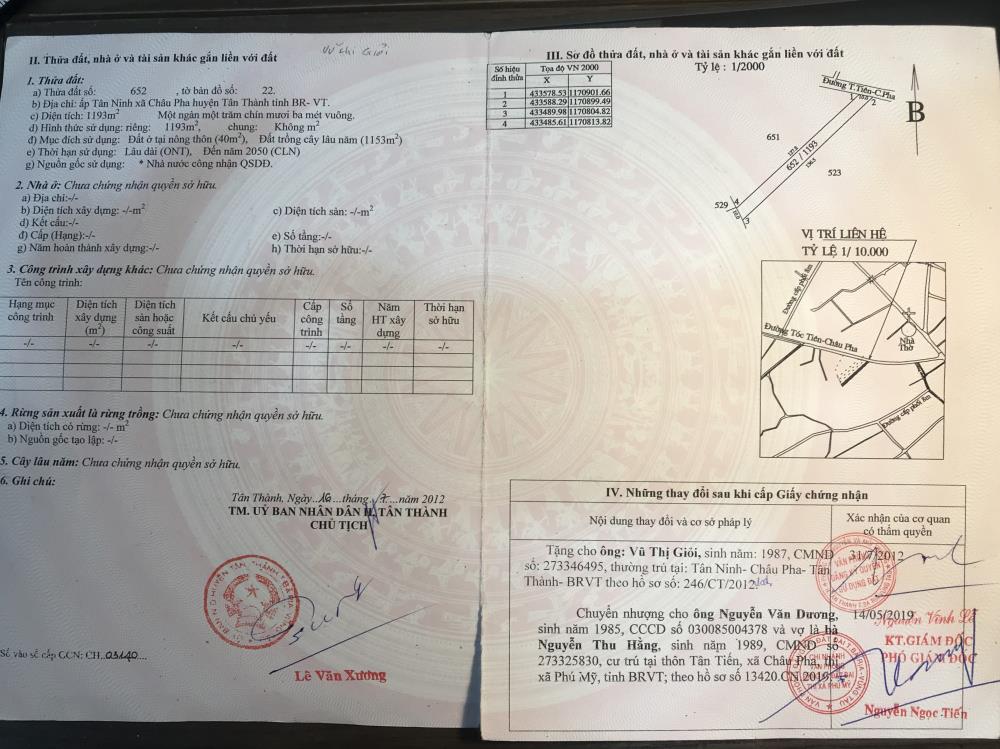 Vũ Thị Giỏi
II. Thửa đất, nhà ở và tài sản khác gắn liền với đất
1. Thửa đất:
a) Thửa đất số: 652 , tờ bản đồ số: 22.
b) Địa chỉ: ấp Tân Ninh xã Châu Pha huyện Tân Thành tỉnh BR- VT.
c) Diện tích: 1193m² Một ngàn một trăm chín mươi ba mét vuông.
d) Hình thức sử dụng: riêng: 1193m², chung: Không m²
đ) Mục đích sử dụng: Đất ở tại nông thôn (40m²), Đất trồng cây lâu năm (1153m²)
e) Thời hạn sử dụng: Lâu dài (ONT), Đến năm 2050 (CLN)
g) Nguồn gốc sử dụng: * Nhà nước công nhận QSDĐ.
2. Nhà ở: Chưa chứng nhận quyền sở hữu.
a) Địa chỉ:-/-
b) Diện tích xây dựng: -/-m² c) Diện tích sàn: -/-m²
d) Kết cấu:-/-
đ) Cấp (Hạng):-/- e) Số tầng:-/-
g) Năm hoàn thành xây dựng:-/- h) Thời hạn sở hữu:-/-
3. Công trình xây dựng khác: Chưa chứng nhận quyền sở hữu.
Tên công trình:
Hạng mục công trình Diện tích xây dựng (m²) Diện tích sàn hoặc công suất Kết cấu chủ yếu Cấp công trình Số tầng Năm HT xây dựng Thời hạn sở hữu
-/- -/- -/- -/- -/- -/- -/- -/-
4. Rừng sản xuất là rừng trồng: Chưa chứng nhận quyền sở hữu.
a) Diện tích có rừng: -/- m²
b) Nguồn gốc tạo lập: -/-
5. Cây lâu năm: Chưa chứng nhận quyền sở hữu.
6. Ghi chú:
Tân Thành, Ngày..16..tháng..7..năm 2012
TM. UỶ BAN NHÂN DÂN H. TÂN THÀNH
CHỦ TỊCH
Lê Văn Xương
Số vào sổ cấp GCN: CH..03140...
III. Sơ đồ thửa đất, nhà ở và tài sản khác gắn liền với đất
Tỷ lệ : 1/2000
Số hiệu đỉnh thửa Tọa độ VN 2000
X Y
1 433578.53 1170901.66
2 433588.29 1170899.49
3 433489.98 1170804.82
4 433485.61 1170813.82
Đường T.Tiên-C.Pha
B
1
2
651
652 / 1193
523
529
4
3
VỊ TRÍ LIÊN HỆ
TỶ LỆ 1/ 10.000
Đường cấp phối 8m
Đường Tóc Tiên-Châu Pha
Nhà
Thờ
Đường cấp phối 8m
IV. Những thay đổi sau khi cấp Giấy chứng nhận
Nội dung thay đổi và cơ sở pháp lý Xác nhận của cơ quan có thẩm quyền
Tặng cho ông: Vũ Thị Giỏi, sinh năm: 1987, CMND 31/7/2012
số: 273346495, thường trú tại: Tân Ninh- Châu Pha- Tân
Thành- BRVT theo hồ sơ số: 246/CT/2012
Chuyển nhượng cho ông Nguyễn Văn Dương, 14/05/2019
sinh năm 1985, CCCD số 030085004378 và vợ là bà
Nguyễn Vinh Lê
Nguyễn Thu Hằng, sinh năm 1989, CMND số
KT.GIÁM ĐỐC
273325830, cư trú tại thôn Tân Tiến, xã Châu Pha, thị
PHÓ GIÁM ĐỐC
xã Phú Mỹ, tỉnh BRVT; theo hồ sơ số 13420.CN.2019.
Nguyễn Ngọc Tiến